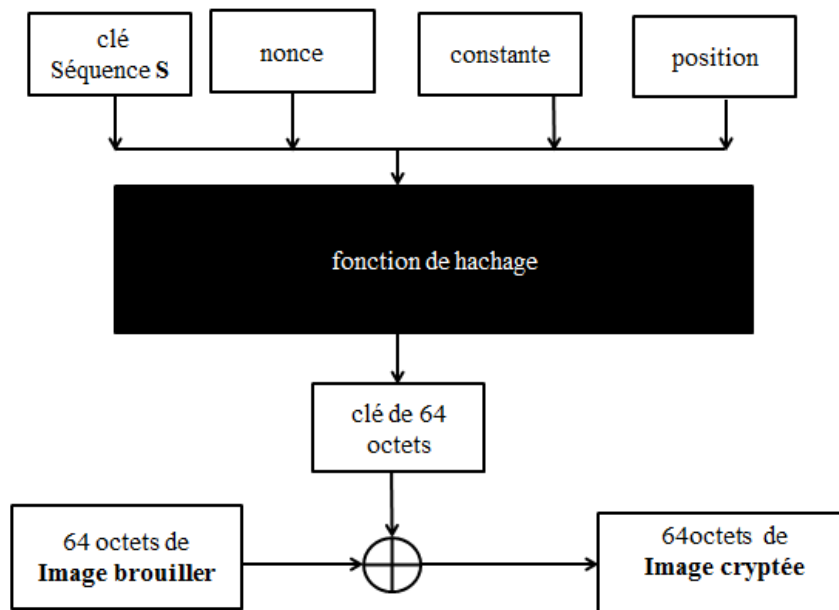 clé
Séquence S
nonce
constante
position
fonction de hachage
clé de 64
octets
64 octets de
Image brouiller
64octets de
Image cryptée